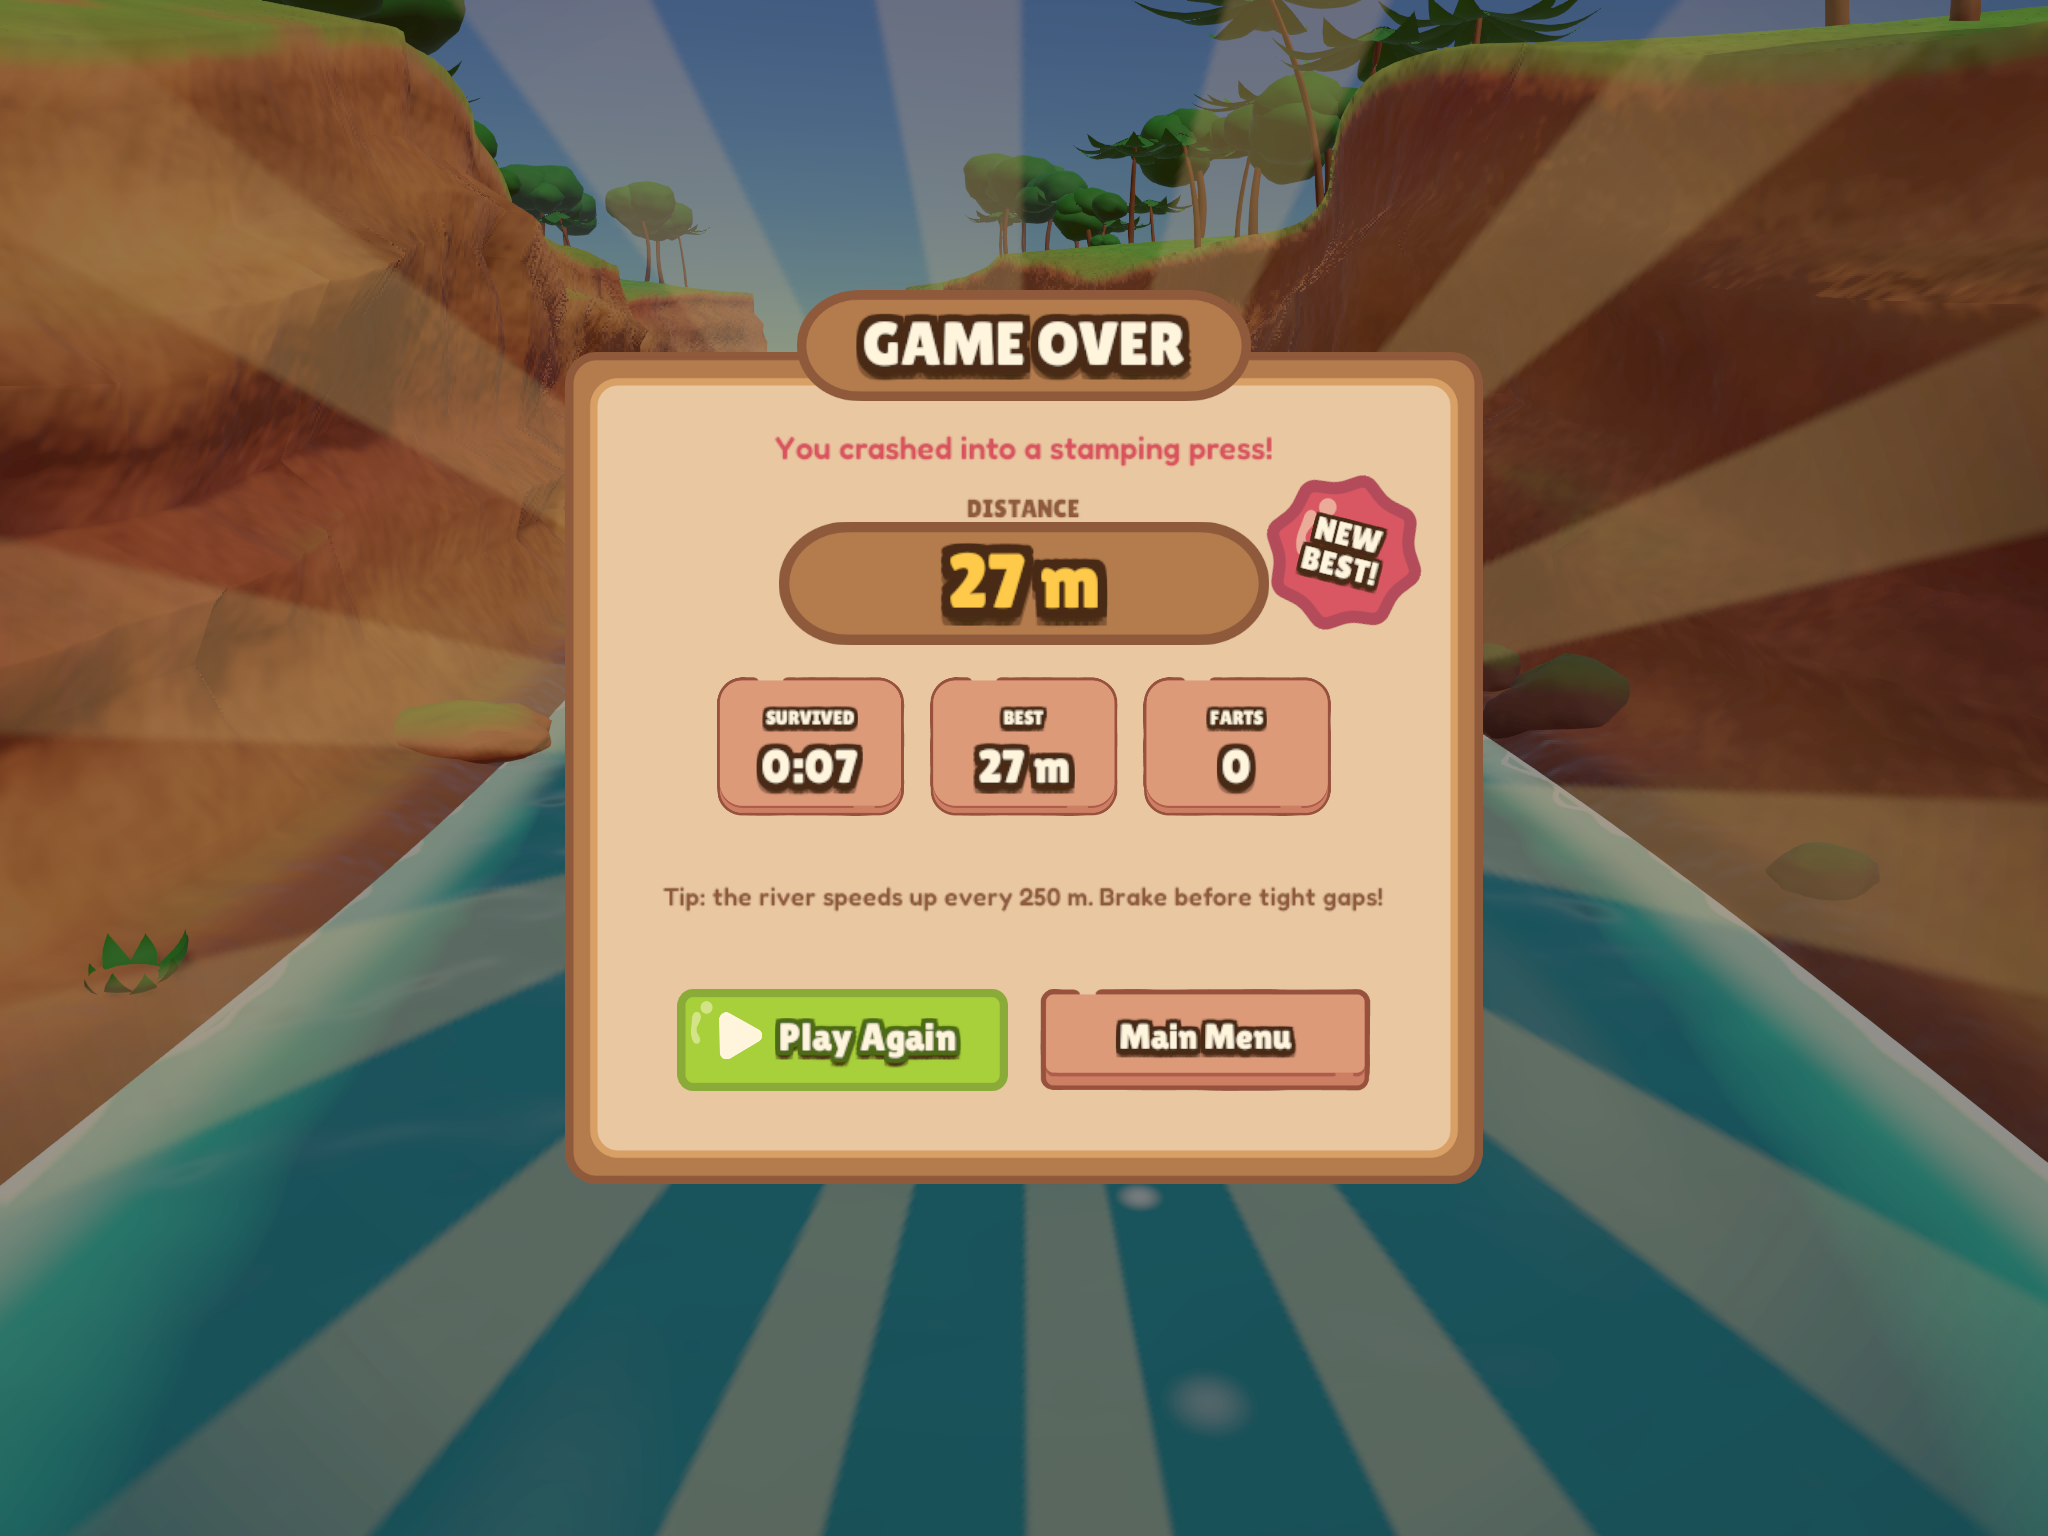 GAME OVER
You crashed into a stamping press!
DISTANCE
27 m
NEW
BEST!
SURVIVED
0:07
BEST
27 m
FARTS
0
Tip: the river speeds up every 250 m. Brake before tight gaps!
Play Again
Main Menu